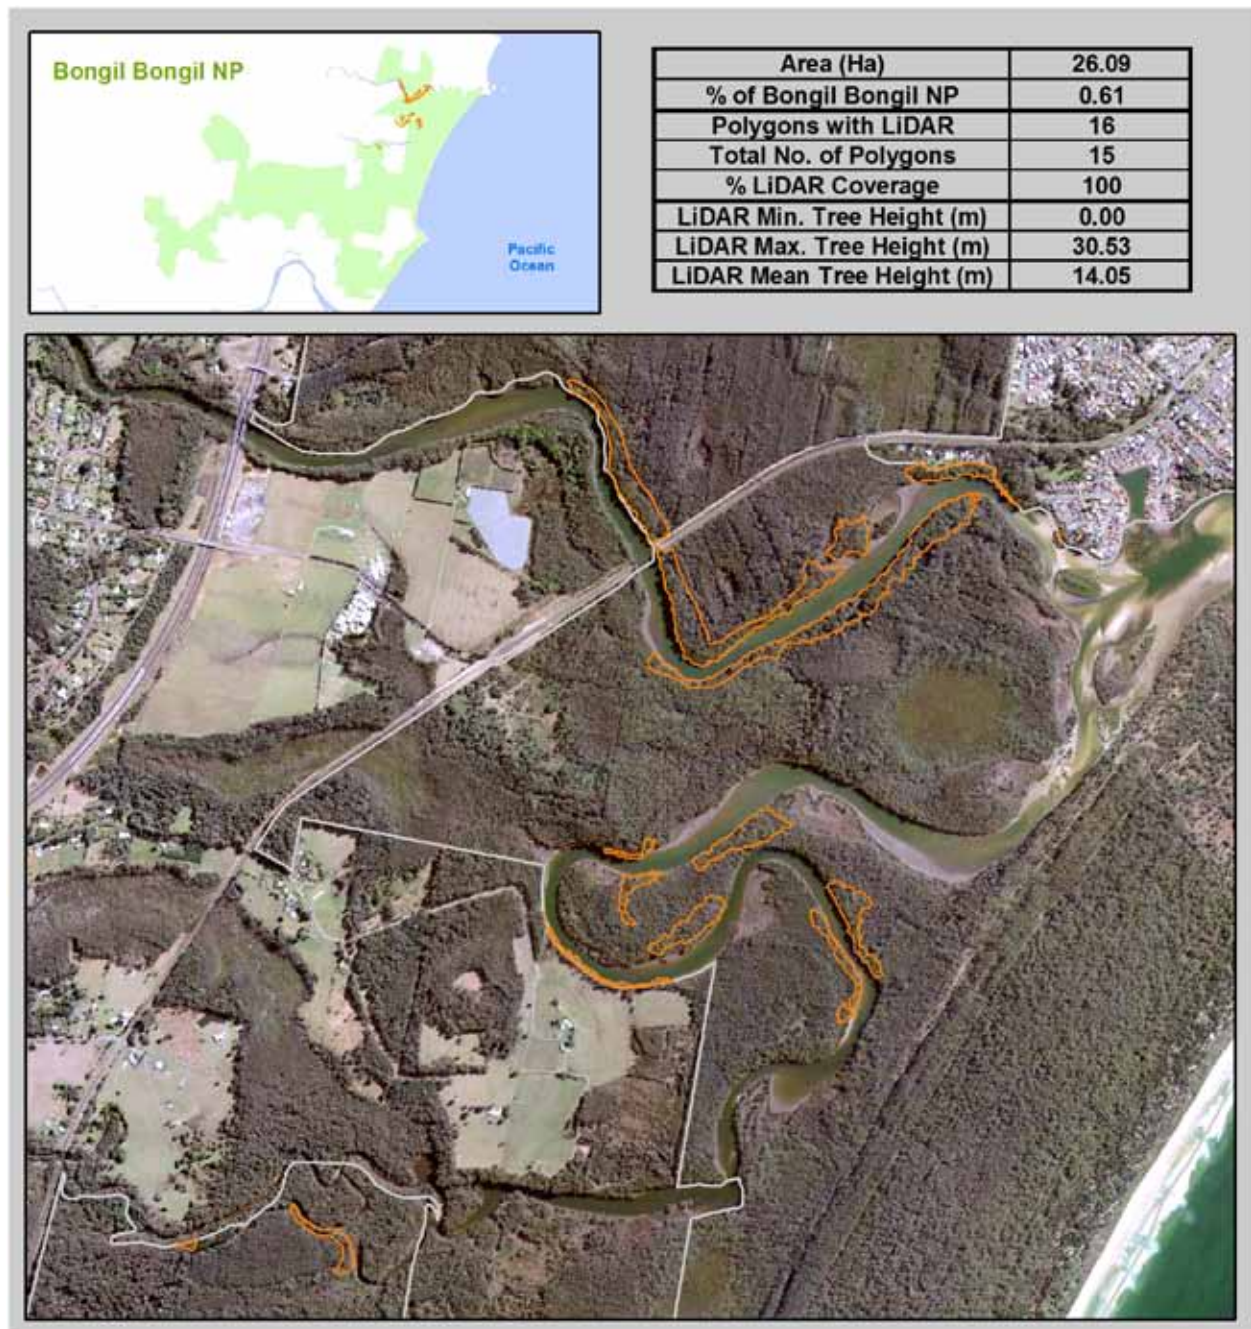 Bongil Bongil NP
Pacific
Ocean
Area (Ha) 26.09
% of Bongil Bongil NP 0.61
Polygons with LiDAR 16
Total No. of Polygons 15
% LiDAR Coverage 100
LiDAR Min. Tree Height (m) 0.00
LiDAR Max. Tree Height (m) 30.53
LiDAR Mean Tree Height (m) 14.05